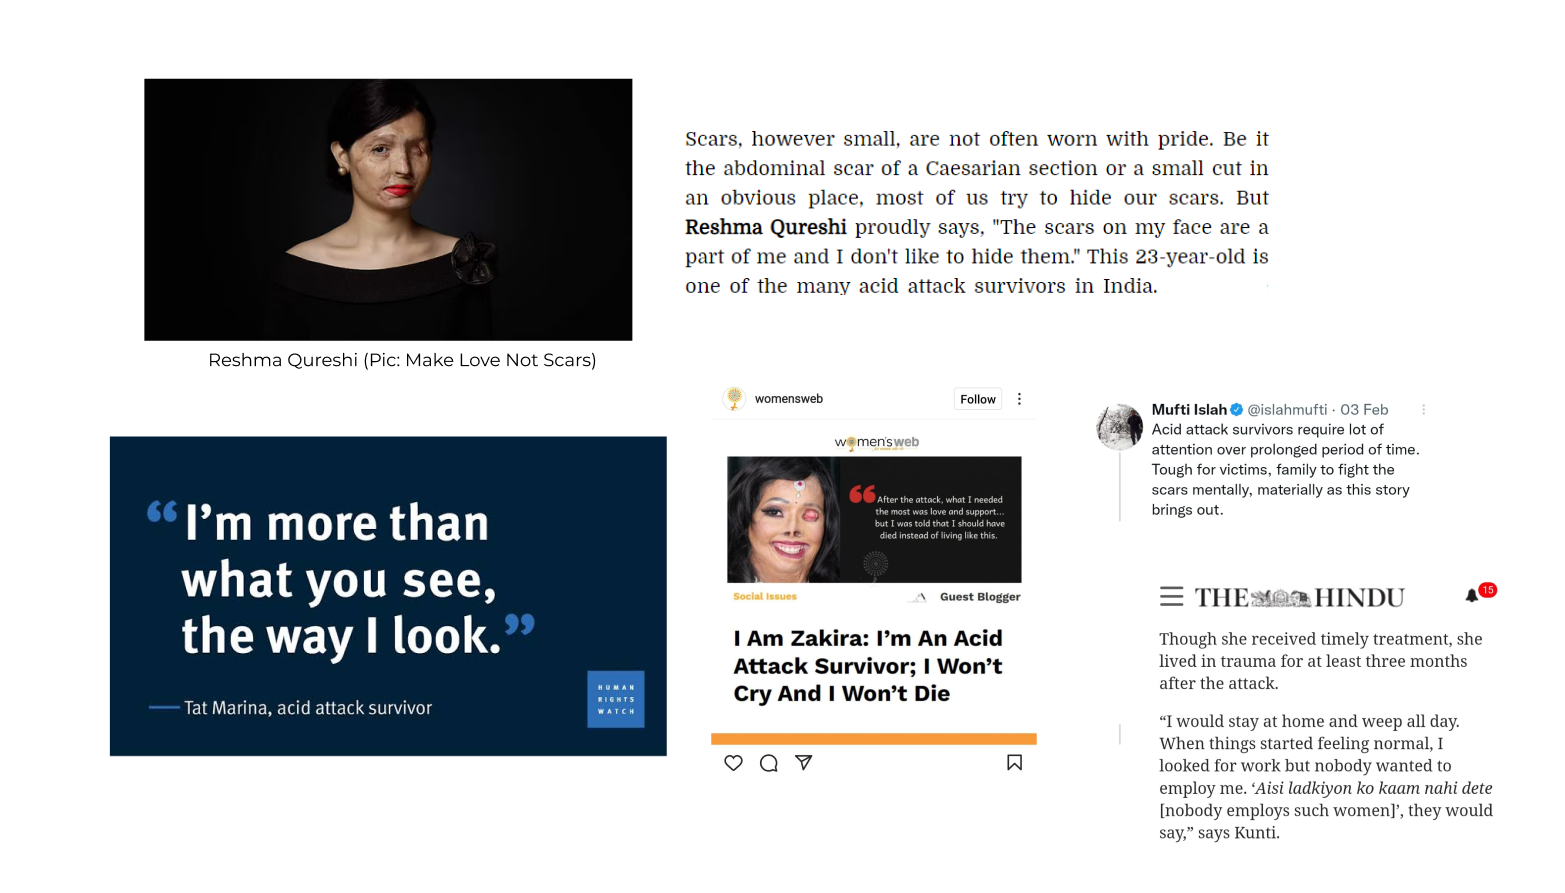 Reshma Qureshi (Pic: Make Love Not Scars)
Scars, however small, are not often worn with pride. Be it
the abdominal scar of a Caesarian section or a small cut in
an obvious place, most of us try to hide our scars. But
Reshma Qureshi proudly says, "The scars on my face are a
part of me and I don't like to hide them." This 23-year-old is
one of the many acid attack survivors in India.
“I’m more than
what you see,
the way I look.”
— Tat Marina, acid attack survivor
HUMAN
RIGHTS
WATCH
womensweb
Follow
women's web
“After the attack, what I needed
the most was love and support...
but I was told that I should have
died instead of living like this.
Social Issues
Guest Blogger
I Am Zakira: I’m An Acid
Attack Survivor; I Won’t
Cry And I Won’t Die
Mufti Islah @islahmufti · 03 Feb
Acid attack survivors require lot of
attention over prolonged period of time.
Tough for victims, family to fight the
scars mentally, materially as this story
brings out.
THE HINDU
15
Though she received timely treatment, she
lived in trauma for at least three months
after the attack.
“I would stay at home and weep all day.
When things started feeling normal, I
looked for work but nobody wanted to
employ me. ‘Aisi ladkiyon ko kaam nahi dete
[nobody employs such women]’, they would
say,” says Kunti.